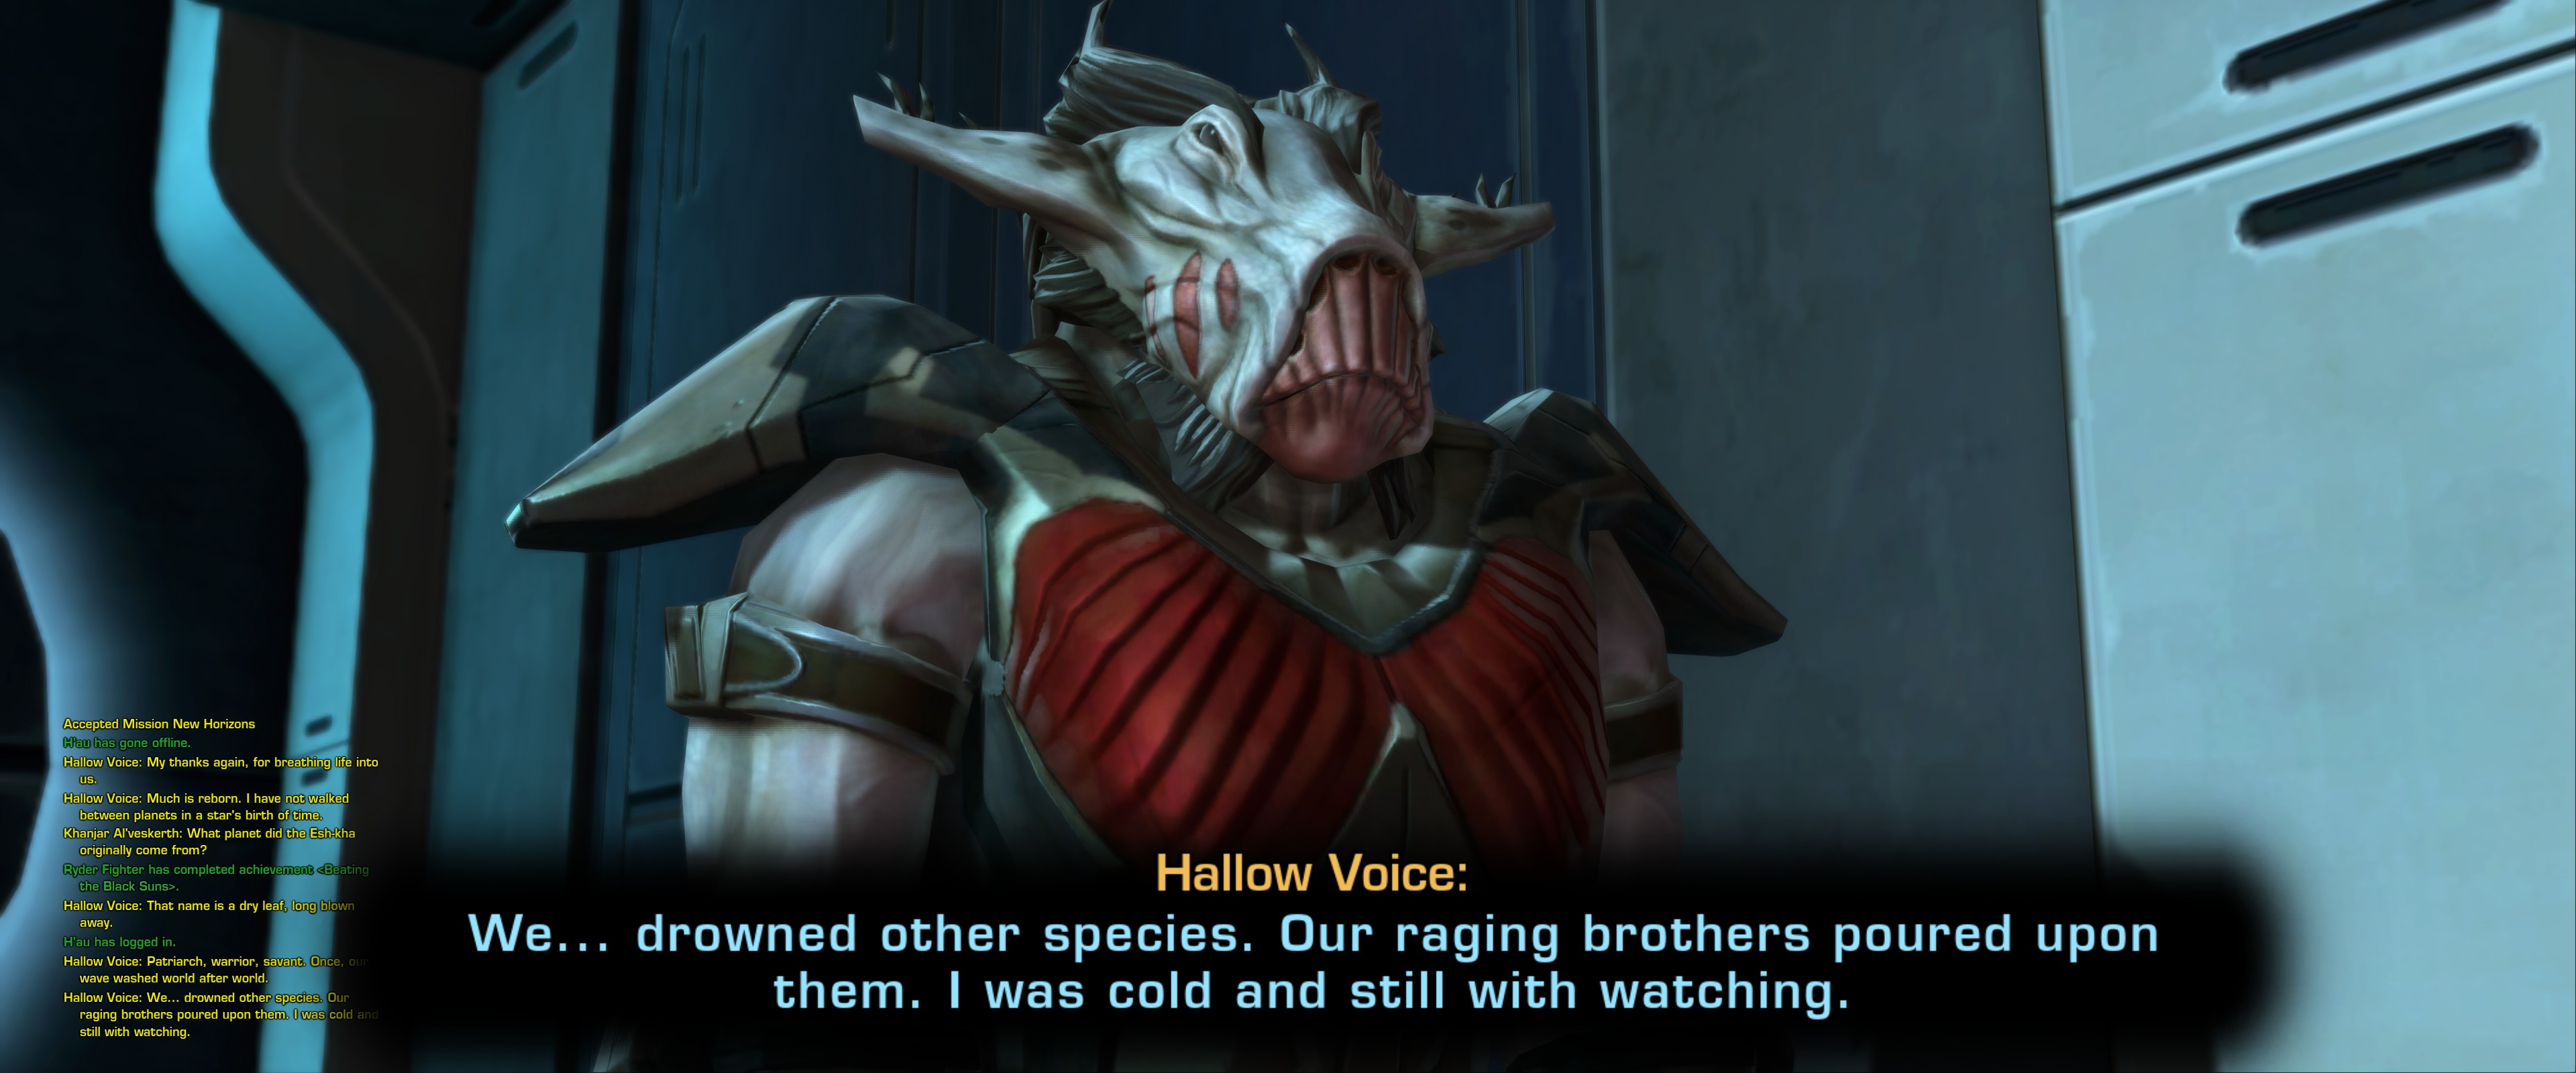 Accepted Mission New Horizons
H'au has gone offline.
Hallow Voice: My thanks again, for breathing life into
us.
Hallow Voice: Much is reborn. I have not walked
between planets in a star's birth of time.
Khanjar Al'veskerth: What planet did the Esh-kha
originally come from?
Ryder Fighter has completed achievement <Beating
the Black Suns>.
Hallow Voice: That name is a dry leaf, long blown
away.
H'au has logged in.
Hallow Voice: Patriarch, warrior, savant. Once, our
wave washed world after world.
Hallow Voice: We... drowned other species. Our
raging brothers poured upon them. I was cold and
still with watching.
Hallow Voice:
We... drowned other species. Our raging brothers poured upon
them. I was cold and still with watching.